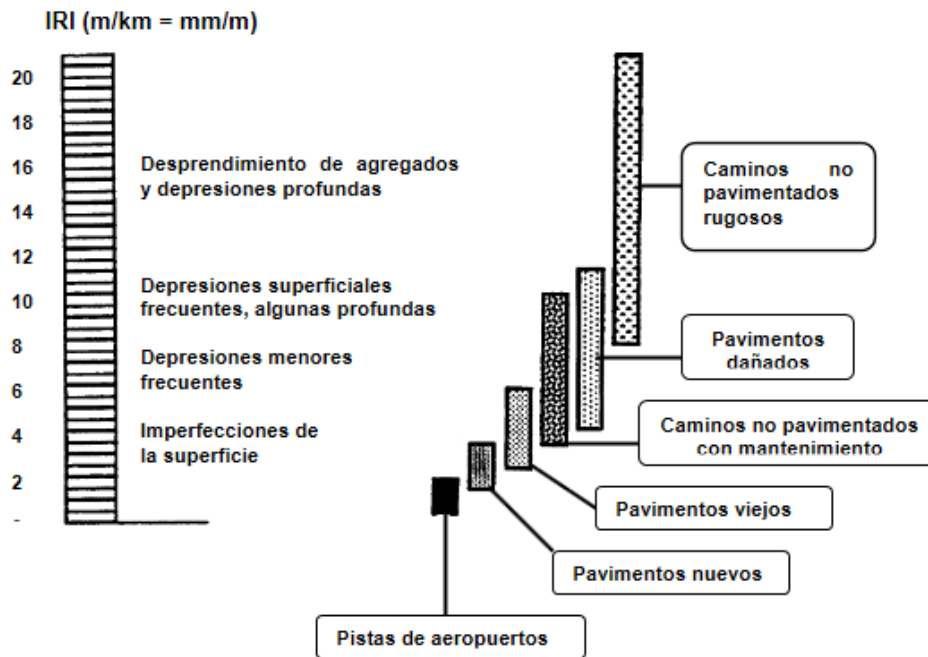 IRI (m/km = mm/m)
20
18
16
14
12
10
8
6
4
2
-
Desprendimiento de agregados
y depresiones profundas
Depresiones superficiales
frecuentes, algunas profundas
Depresiones menores
frecuentes
Imperfecciones de
la superficie
Caminos no
pavimentados
rugosos
Pavimentos
dañados
Caminos no pavimentados
con mantenimiento
Pavimentos viejos
Pavimentos nuevos
Pistas de aeropuertos